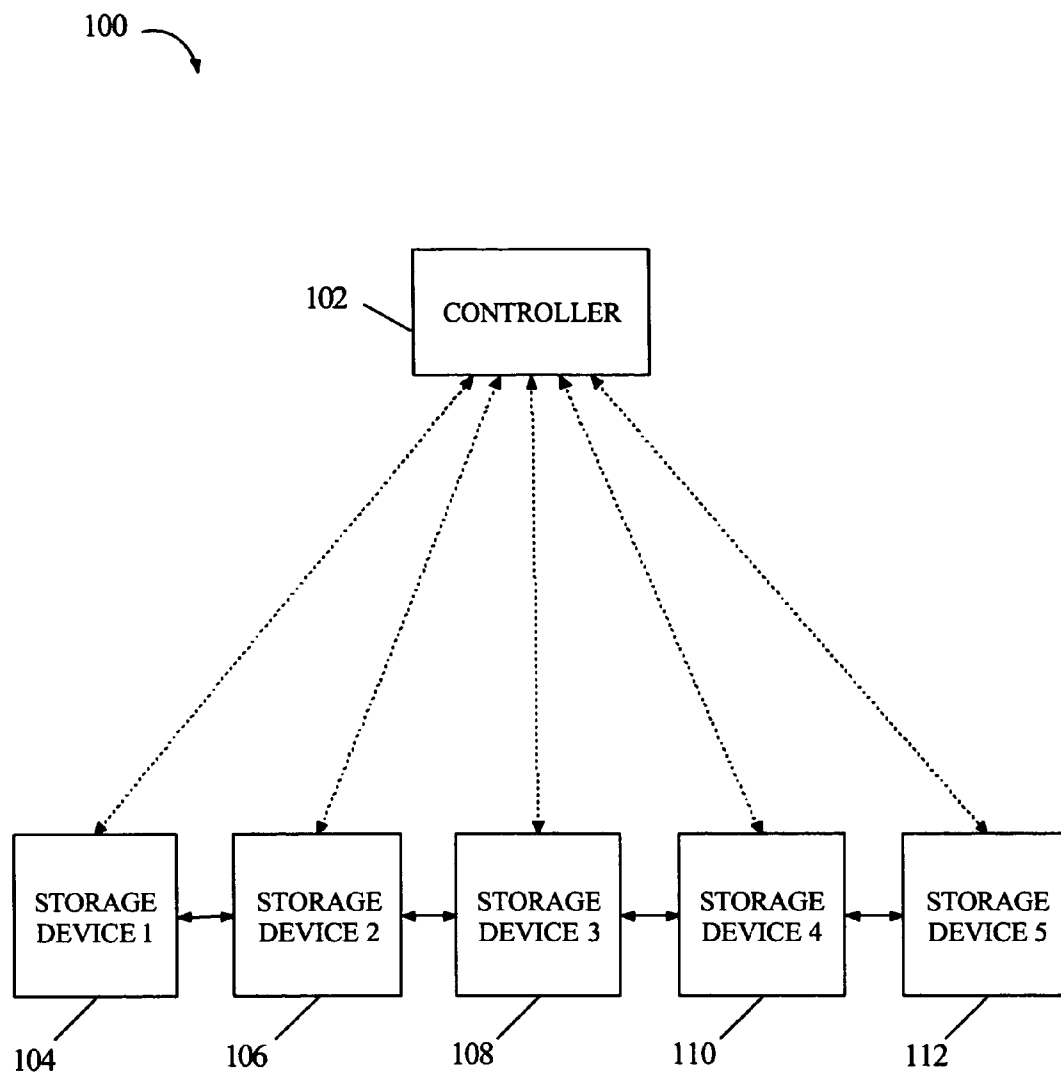 100
102
CONTROLLER
STORAGE
DEVICE 1
STORAGE
DEVICE 2
STORAGE
DEVICE 3
STORAGE
DEVICE 4
STORAGE
DEVICE 5
104
106
108
110
112